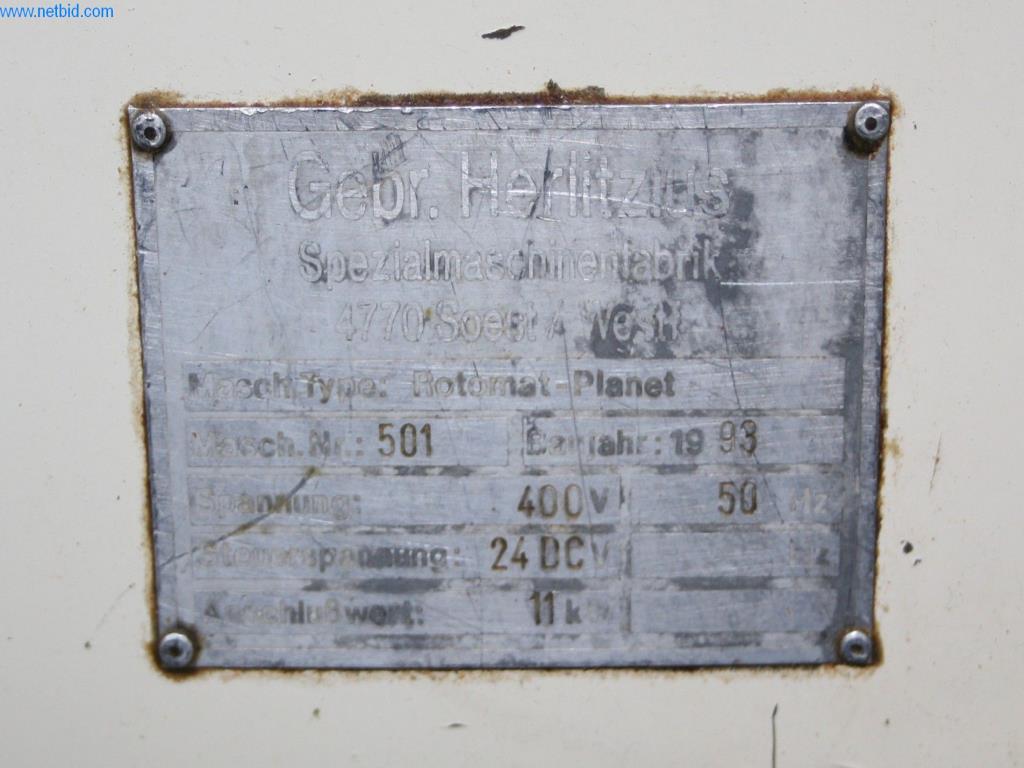 www.netbid.com
Gebr. Herlitzius
Spezialmaschinenfabrik
4770 Soest / Westf.
Masch.Type: Rotomat-Planet
Masch.Nr.: 501 Baujahr: 1993
Spannung: 400 V 50 Hz
Steuerspannung: 24 DC V Hz
Anschlußwert: 11 kW